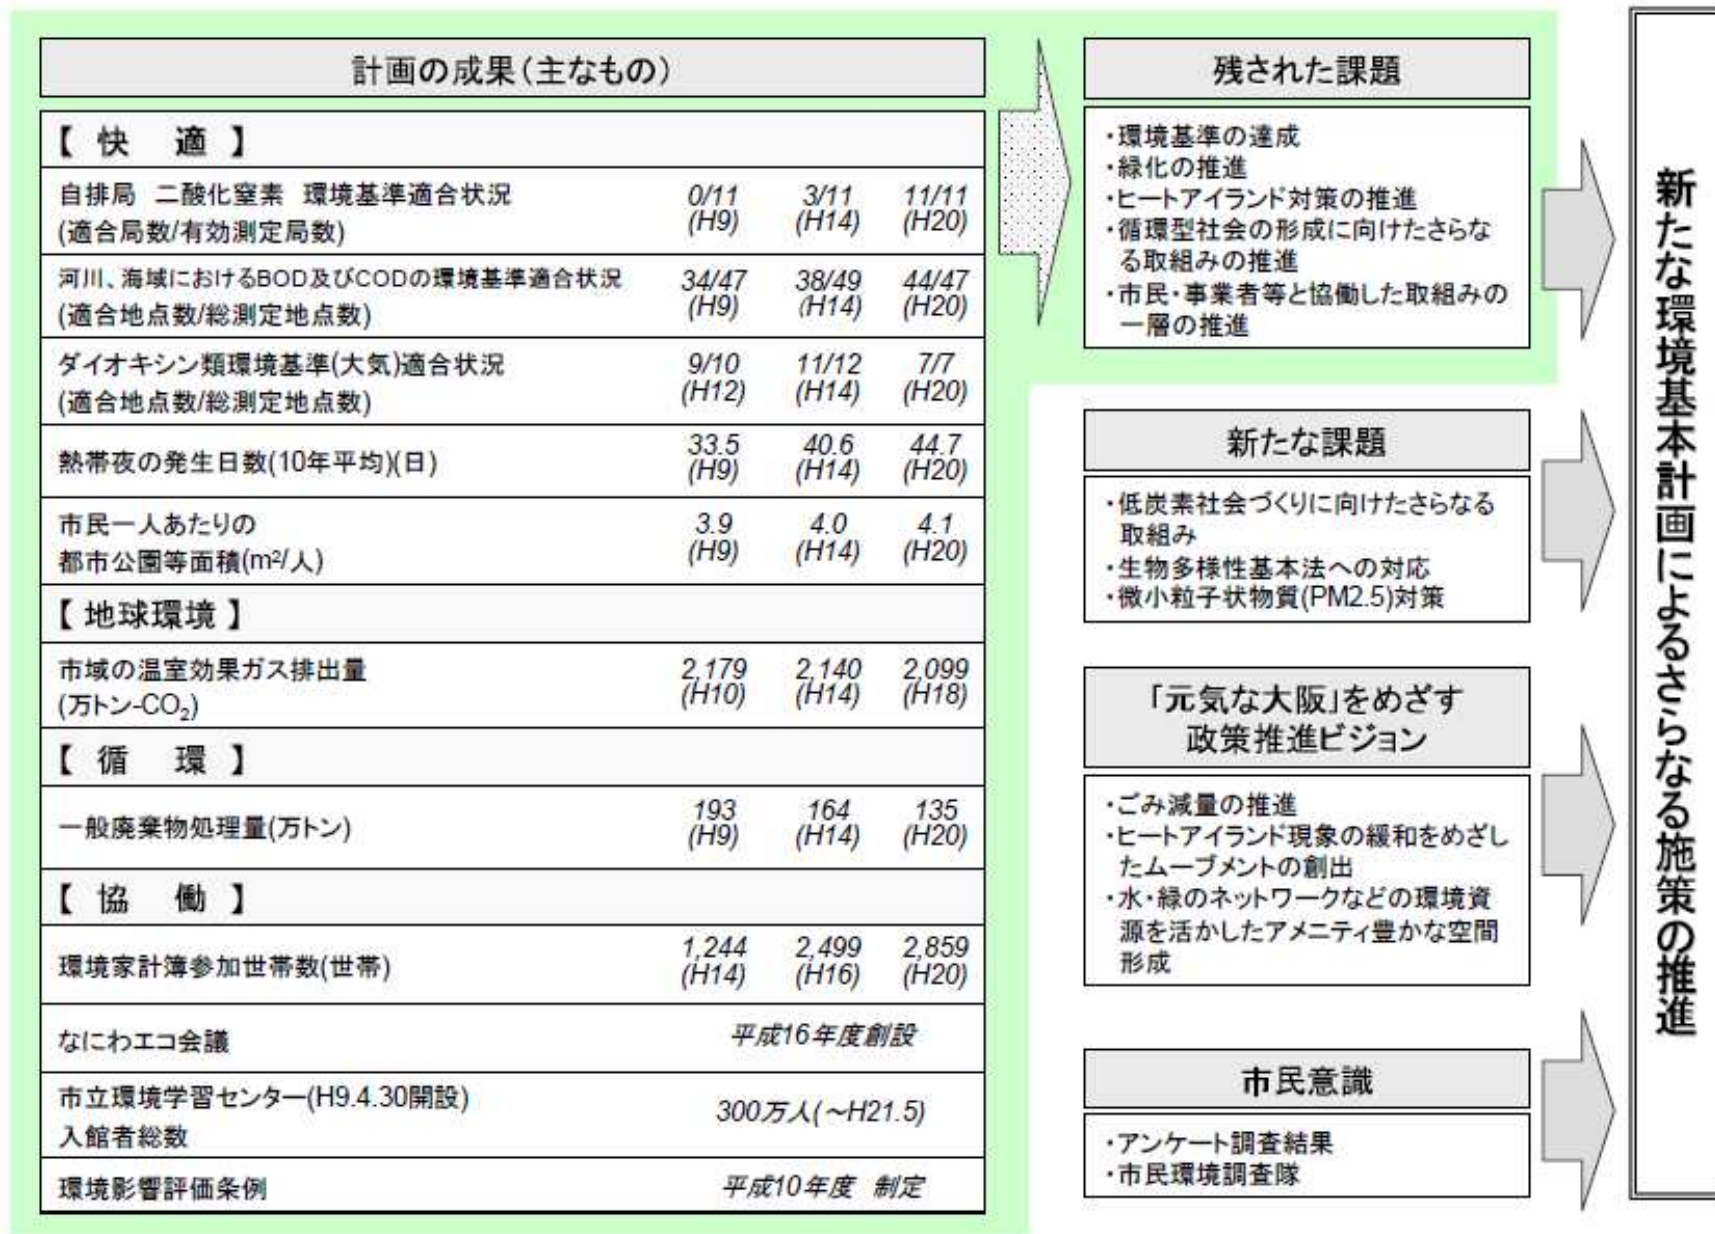 計画の成果(主なもの)
【 快 適 】
自排局 二酸化窒素 環境基準適合状況
(適合局数/有効測定局数)
0/11 3/11 11/11
(H9) (H14) (H20)
河川、海域におけるBOD及びCODの環境基準適合状況
(適合地点数/総測定地点数)
34/47 38/49 44/47
(H9) (H14) (H20)
ダイオキシン類環境基準(大気)適合状況
(適合地点数/総測定地点数)
9/10 11/12 7/7
(H12) (H14) (H20)
熱帯夜の発生日数(10年平均)(日)
33.5 40.6 44.7
(H9) (H14) (H20)
市民一人あたりの
都市公園等面積(m²/人)
3.9 4.0 4.1
(H9) (H14) (H20)
【 地球環境 】
市域の温室効果ガス排出量
(万トン-CO₂)
2,179 2,140 2,099
(H10) (H14) (H18)
【 循 環 】
一般廃棄物処理量(万トン)
193 164 135
(H9) (H14) (H20)
【 協 働 】
環境家計簿参加世帯数(世帯)
1,244 2,499 2,859
(H14) (H16) (H20)
なにわエコ会議
平成16年度創設
市立環境学習センター(H9.4.30開設)
入館者総数
300万人(~H21.5)
環境影響評価条例
平成10年度 制定
残された課題
・環境基準の達成
・緑化の推進
・ヒートアイランド対策の推進
・循環型社会の形成に向けたさらな
る取組みの推進
・市民・事業者等と協働した取組みの
一層の推進
新たな課題
・低炭素社会づくりに向けたさらなる
取組み
・生物多様性基本法への対応
・微小粒子状物質(PM2.5)対策
「元気な大阪」をめざす
政策推進ビジョン
・ごみ減量の推進
・ヒートアイランド現象の緩和をめざし
たムーブメントの創出
・水・緑のネットワークなどの環境資
源を活かしたアメニティ豊かな空間
形成
市民意識
・アンケート調査結果
・市民環境調査隊
新たな環境基本計画によるさらなる施策の推進